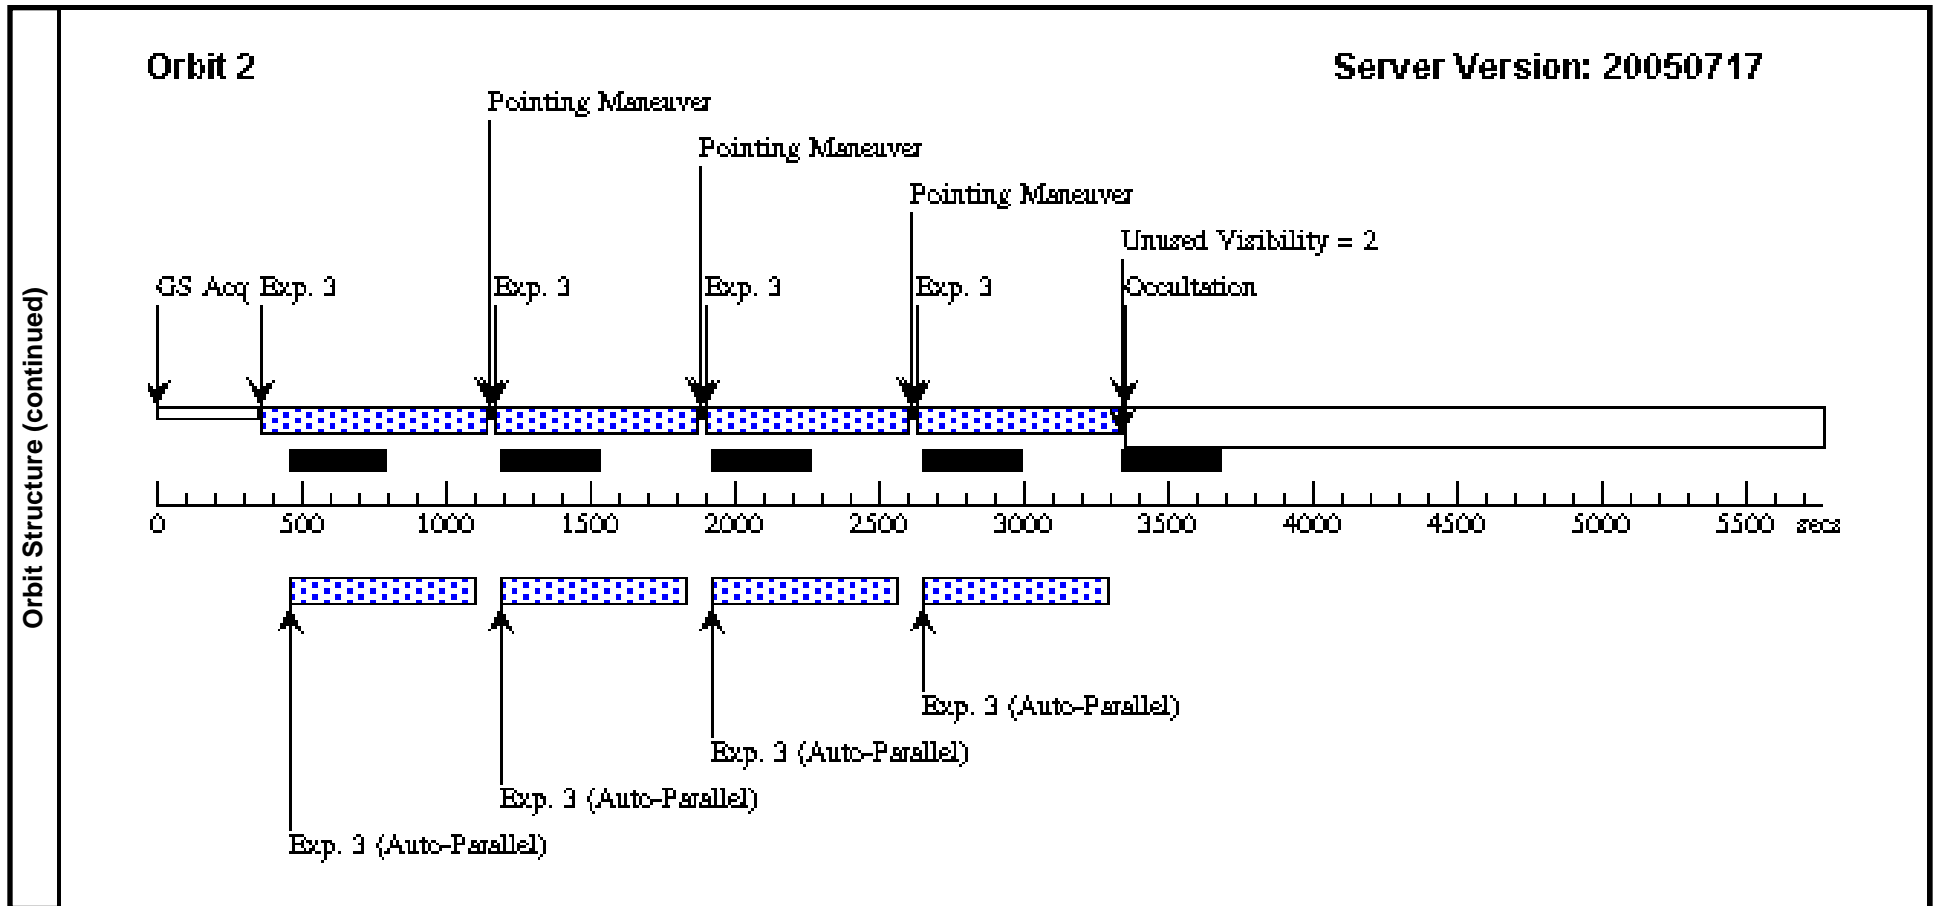 Orbit Structure (continued)
Orbit 2
Server Version: 20050717
Pointing Maneuver
Pointing Maneuver
Pointing Maneuver
Unused Visibility = 2
GS Acq Exp. 3 Exp. 3 Exp. 3 Exp. 3 Occultation
0 500 1000 1500 2000 2500 3000 3500 4000 4500 5000 5500 secs
Exp. 3 (Auto-Parallel)
Exp. 3 (Auto-Parallel)
Exp. 3 (Auto-Parallel)
Exp. 3 (Auto-Parallel)